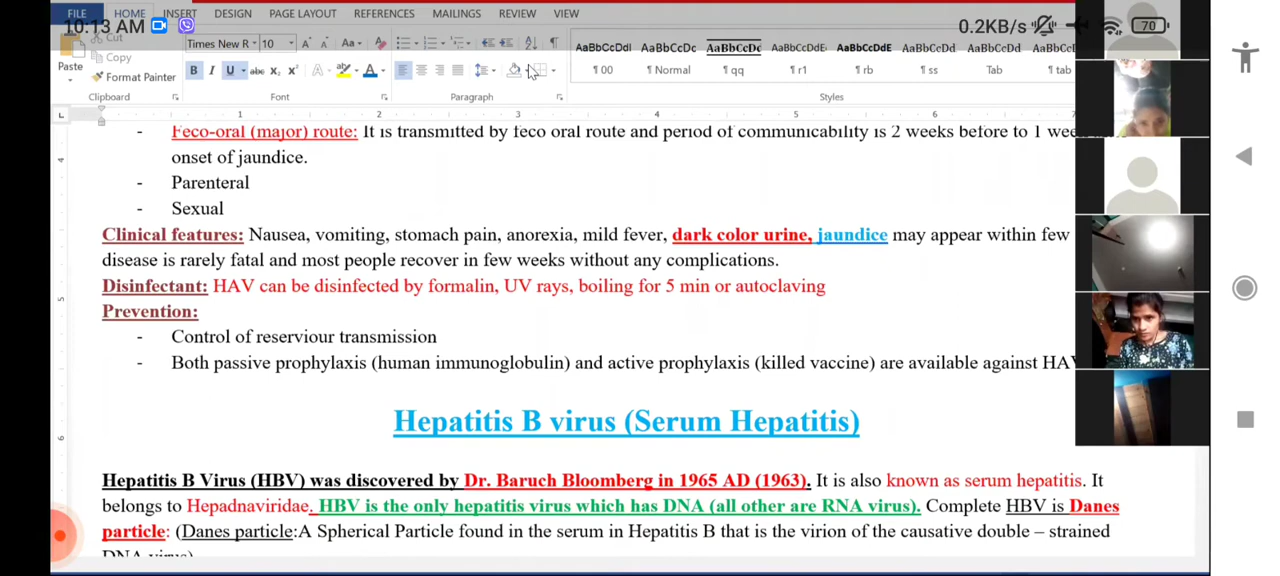 10:13 AM
0.2KB/s
70
FILE HOME INSERT DESIGN PAGE LAYOUT REFERENCES MAILINGS REVIEW VIEW
Cut
Copy
Format Painter
Paste
Times New R 10
AaBbCcDdI AaBbCcDc AaBbCcDc AaBbCcDdE AaBbCcDdE AaBbCcDd AaBbCcDd
¶ 00 ¶ Normal ¶ qq ¶ r1 ¶ rb ¶ ss Tab ¶ tab
Clipboard Font Paragraph Styles
1 2 3 4 5 6
- Feco-oral (major) route: It is transmitted by feco oral route and period of communicability is 2 weeks before to 1
onset of jaundice.
- Parenteral
- Sexual
Clinical features: Nausea, vomiting, stomach pain, anorexia, mild fever, dark color urine, jaundice may appear within few
disease is rarely fatal and most people recover in few weeks without any complications.
Disinfectant: HAV can be disinfected by formalin, UV rays, boiling for 5 min or autoclaving
Prevention:
- Control of reserviour transmission
- Both passive prophylaxis (human immunoglobulin) and active prophylaxis (killed vaccine) are available against HAV
Hepatitis B virus (Serum Hepatitis)
Hepatitis B Virus (HBV) was discovered by Dr. Baruch Bloomberg in 1965 AD (1963). It is also known as serum hepatitis. It
belongs to Hepadnaviridae. HBV is the only hepatitis virus which has DNA (all other are RNA virus). Complete HBV is Danes
particle: (Danes particle:A Spherical Particle found in the serum in Hepatitis B that is the virion of the causative double – strained
DNA virus)